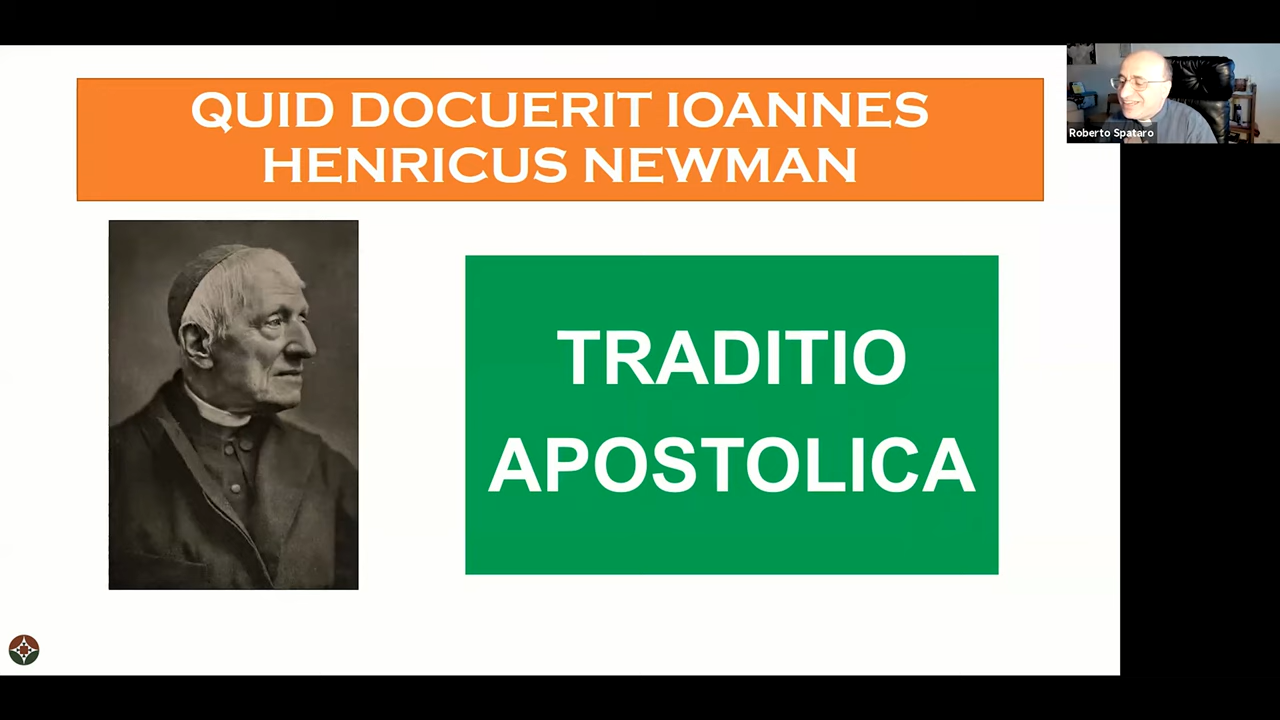 QUID DOCUERIT IOANNES
HENRICUS NEWMAN
Roberto Spataro
TRADITIO
APOSTOLICA